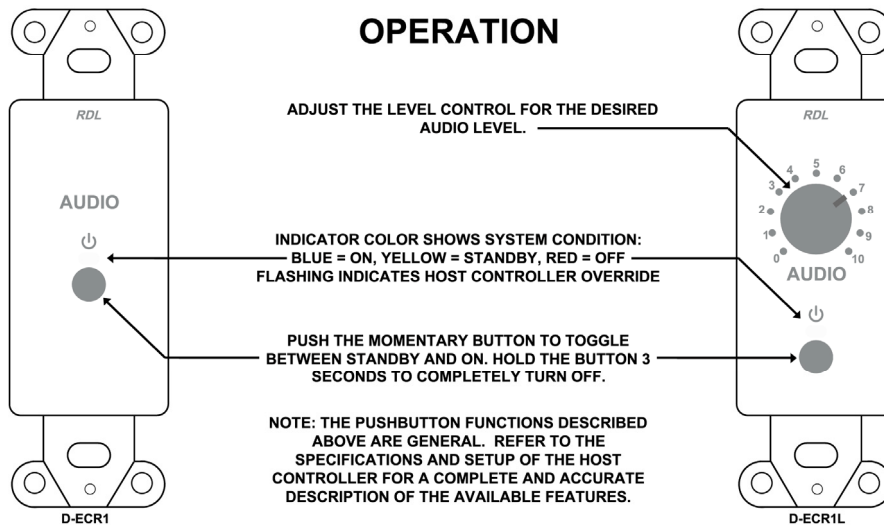 OPERATION
RDL
AUDIO
D-ECR1
ADJUST THE LEVEL CONTROL FOR THE DESIRED
AUDIO LEVEL.
INDICATOR COLOR SHOWS SYSTEM CONDITION:
BLUE = ON, YELLOW = STANDBY, RED = OFF
FLASHING INDICATES HOST CONTROLLER OVERRIDE
PUSH THE MOMENTARY BUTTON TO TOGGLE
BETWEEN STANDBY AND ON. HOLD THE BUTTON 3
SECONDS TO COMPLETELY TURN OFF.
NOTE: THE PUSHBUTTON FUNCTIONS DESCRIBED
ABOVE ARE GENERAL. REFER TO THE
SPECIFICATIONS AND SETUP OF THE HOST
CONTROLLER FOR A COMPLETE AND ACCURATE
DESCRIPTION OF THE AVAILABLE FEATURES.
RDL
0 1 2 3 4 5 6 7 8 9 10
AUDIO
D-ECR1L